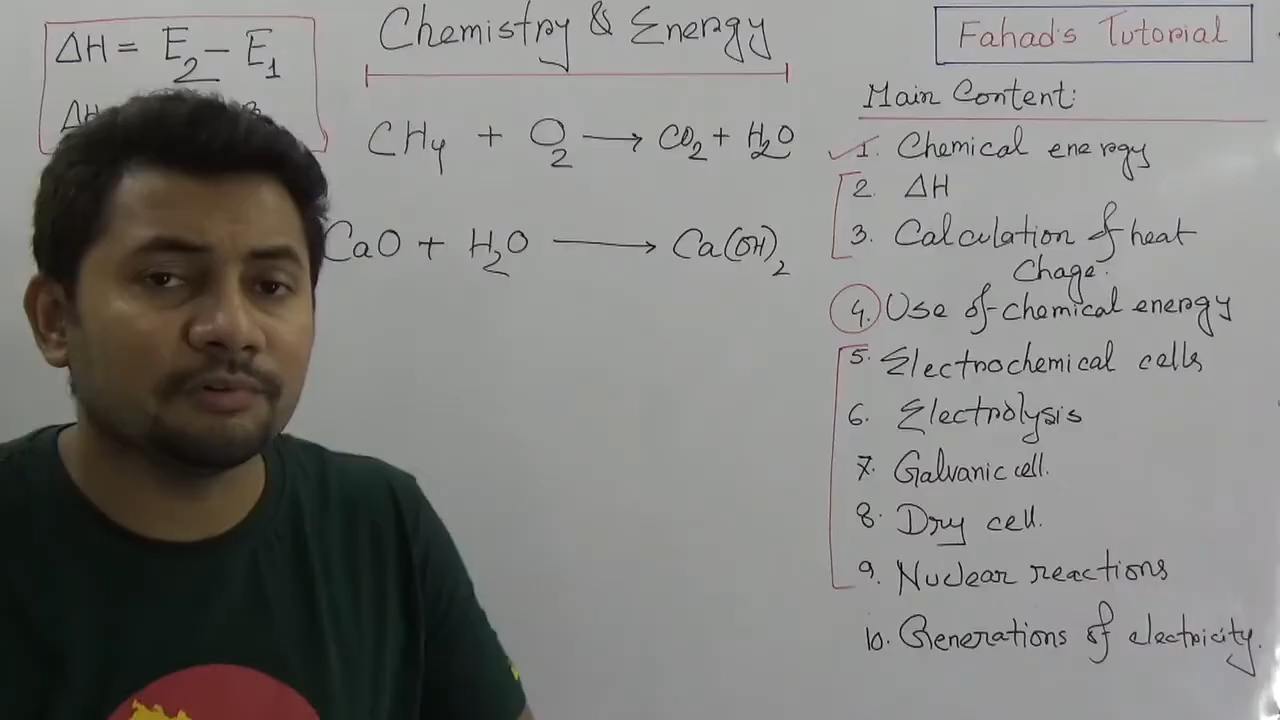 ΔH = E₂ – E₁
ΔH
Chemistry & Energy
CH₄ + O₂ → CO₂ + H₂O
CaO + H₂O → Ca(OH)₂
Fahad's Tutorial
Main Content:
1. Chemical energy
2. ΔH
3. Calculation of heat
Chage.
4. Use of chemical energy
5. Electrochemical cells
6. Electrolysis
7. Galvanic cell.
8. Dry cell.
9. Nuclear reactions
10. Generations of electricity.